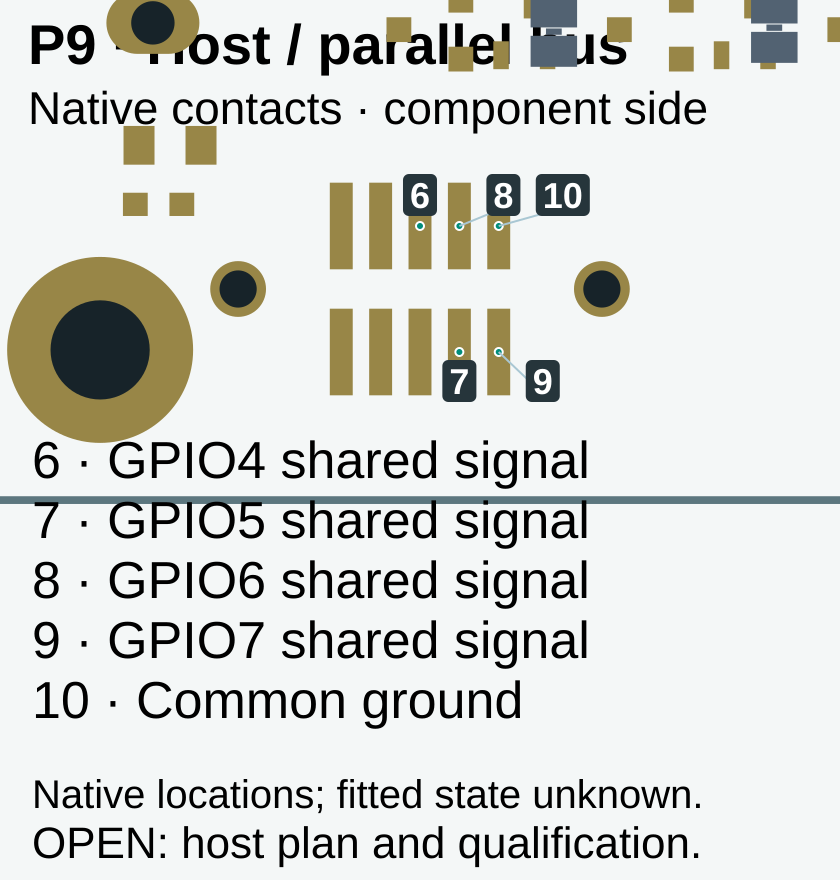 P9 · Host / parallel bus
Native contacts · component side
6 8 10
7 9
6 · GPIO4 shared signal
7 · GPIO5 shared signal
8 · GPIO6 shared signal
9 · GPIO7 shared signal
10 · Common ground
Native locations; fitted state unknown.
OPEN: host plan and qualification.